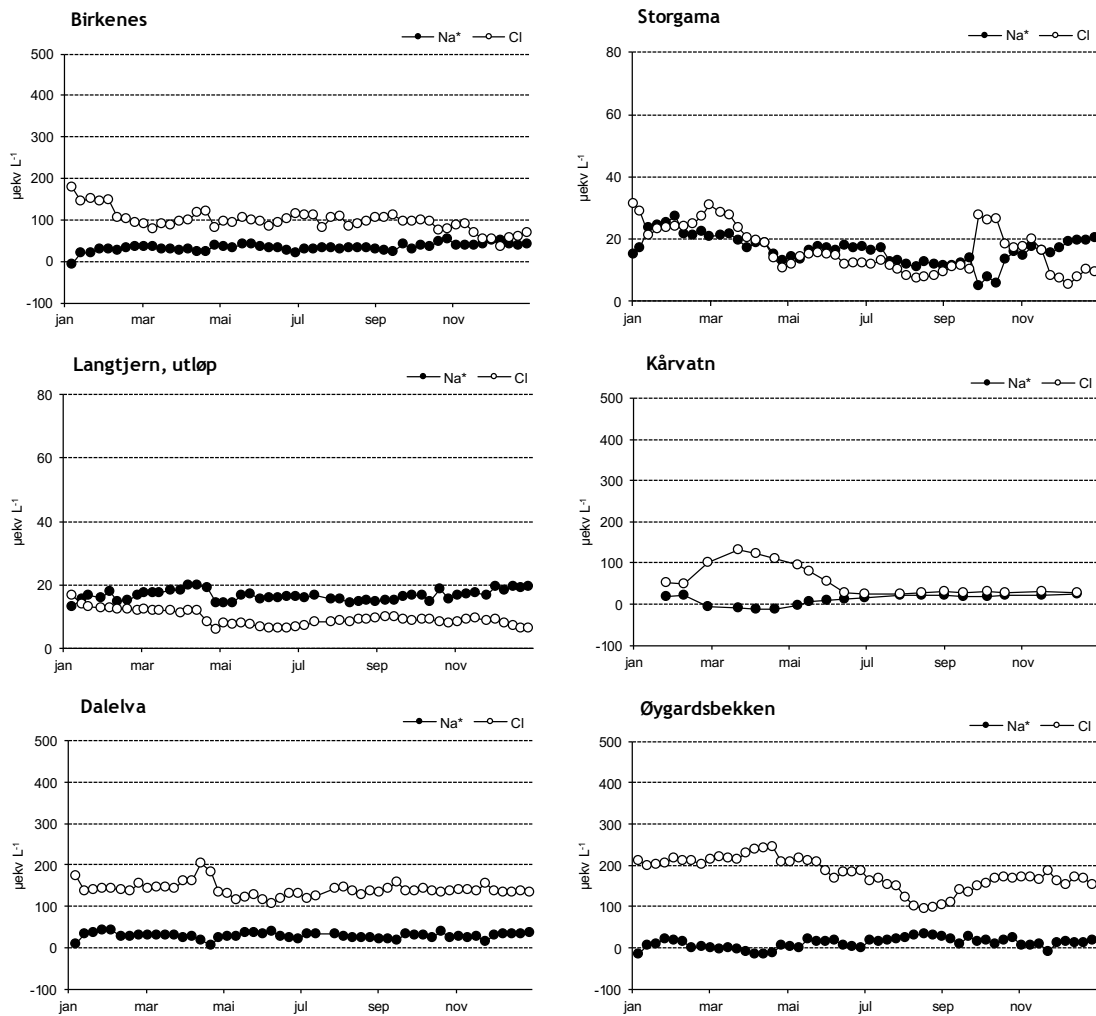 Birkenes
Na* Cl
500
400
300
200
100
0
-100
µekv L-1
jan mar mai jul sep nov
Storgama
Na* Cl
80
60
40
20
0
µekv L-1
jan mar mai jul sep nov
Langtjern, utløp
Na* Cl
80
60
40
20
0
µekv L-1
jan mar mai jul sep nov
Kårvatn
Na* Cl
500
400
300
200
100
0
-100
µekv L-1
jan mar mai jul sep nov
Dalelva
Na* Cl
500
400
300
200
100
0
-100
µekv L-1
jan mar mai jul sep nov
Øygardsbekken
Na* Cl
500
400
300
200
100
0
-100
µekv L-1
jan mar mai jul sep nov